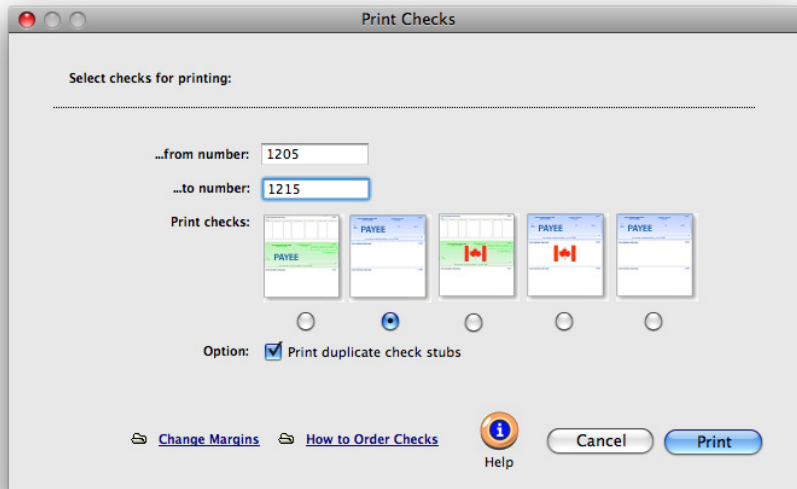 Print Checks
Select checks for printing:
...from number: 1205
...to number: 1215
Print checks:
PAYEE
PAYEE
PAYEE
PAYEE
Option: Print duplicate check stubs
Change Margins How to Order Checks
Cancel Print
Help